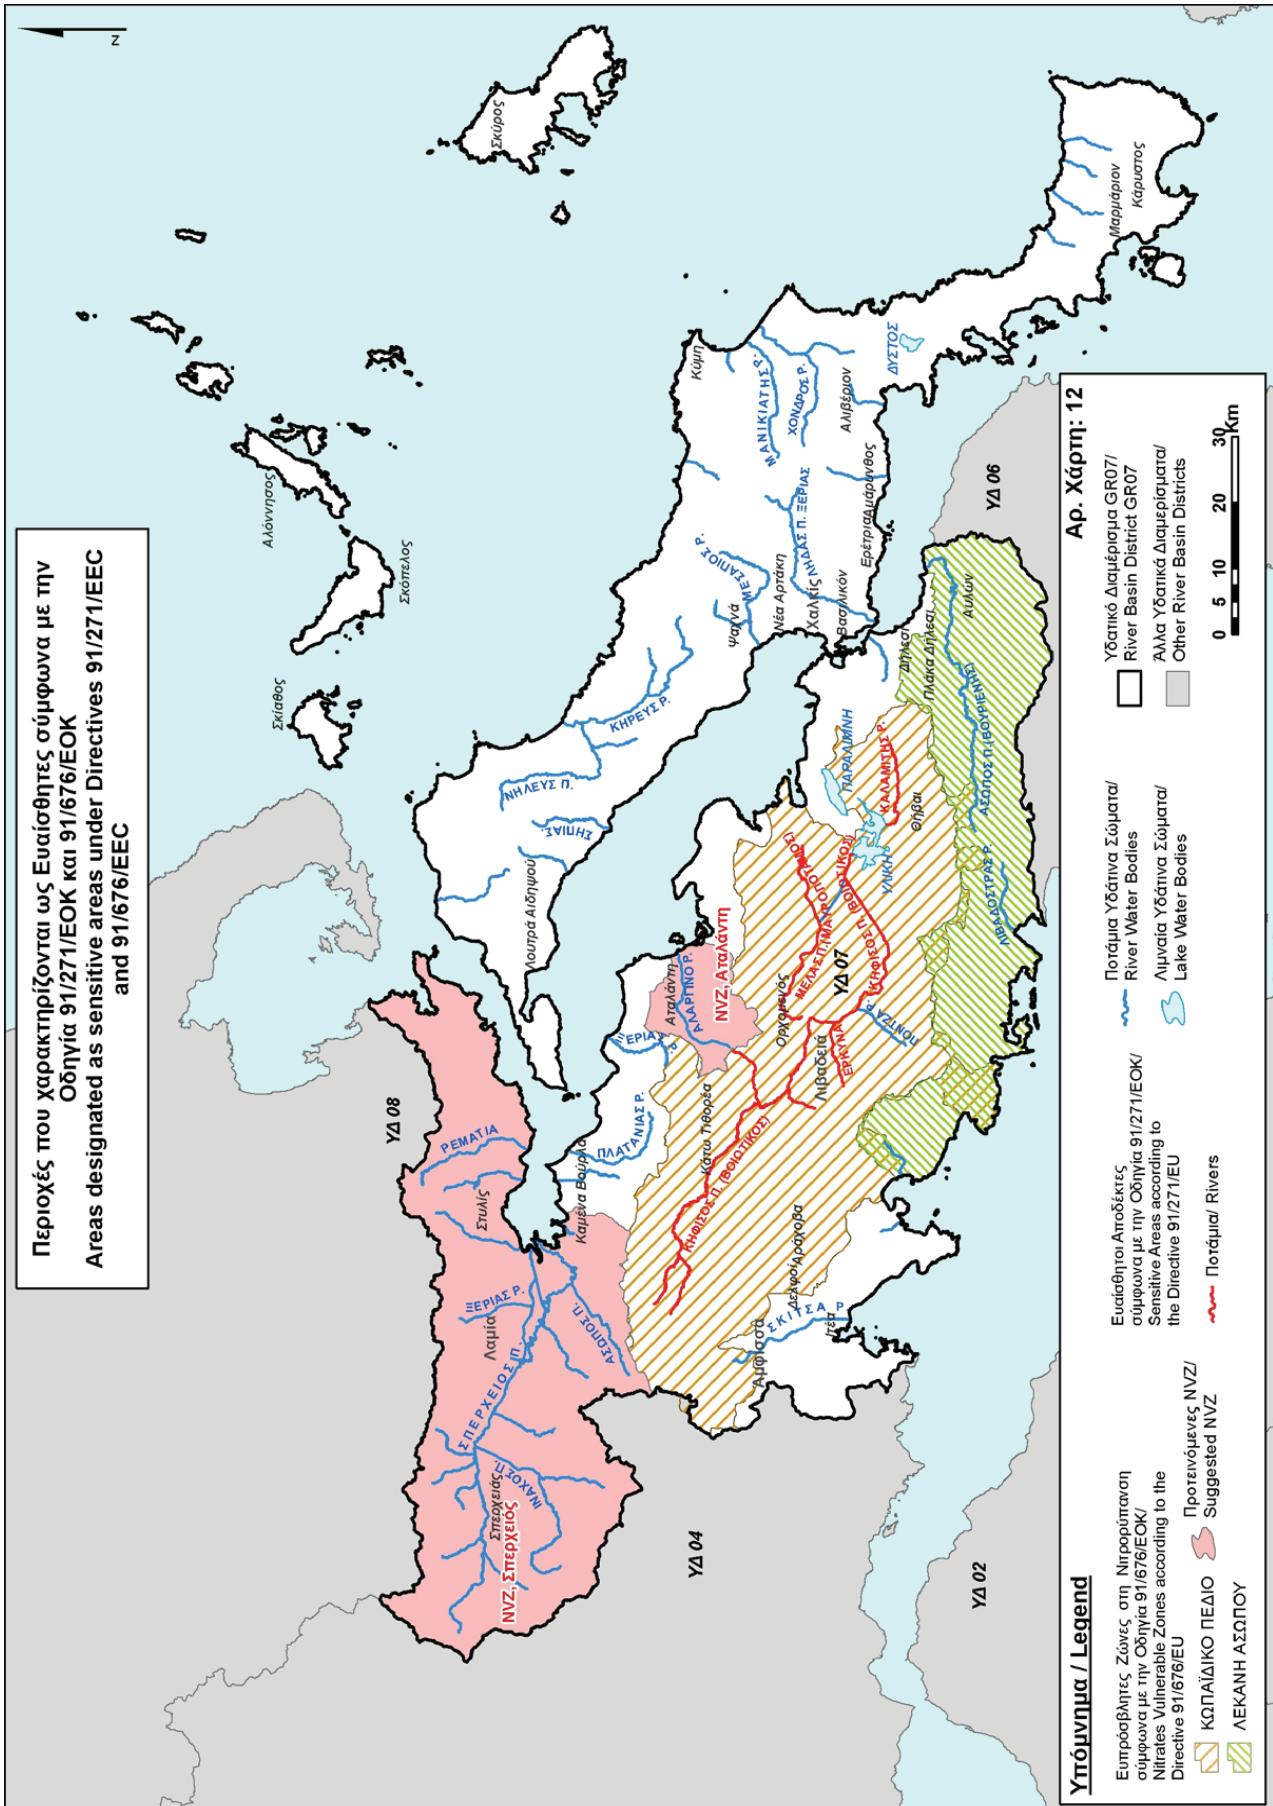 Περιοχές που χαρακτηρίζονται ως Ευαίσθητες σύμφωνα με την
Οδηγία 91/271/ΕΟΚ και 91/676/ΕΟΚ
Areas designated as sensitive areas under Directives 91/271/EEC
and 91/676/EEC
N
Σκύρος
Αλόννησος
Σκόπελος
Σκίαθος
ΥΔ 08
ΡΕΜΑΤΙΑ
Στυλίς
ΞΕΡΙΑΣ Ρ.
Λαμία
ΣΠΕΡΧΕΙΟΣ Π.
Σπερχειάς
NVZ, Σπερχειός
ΙΝΑΧΟΣ Π.
ΑΣΩΠΟΣ Π.
Καμένα Βούρλα
ΠΛΑΤΑΝΙΑΣ Ρ.
Λουτρά Αιδηψού
ΣΗΠΙΑΣ.
ΝΗΛΕΥΣ Π.
ΚΗΡΕΥΣ Ρ.
Ψαχνά
ΜΕΣΑΠΙΟΣ Ρ.
Νέα Αρτάκη
Χαλκίς
ΛΗΛΑΣ Π. ΞΕΡΙΑΣ
Βασιλικόν
Ερέτρια
Αμάρυνθος
Αλιβέριον
ΜΑΝΙΚΙΑΤΗΣ Ρ.
ΧΟΝΔΡΟΣ Ρ.
Κύμη
ΔΥΣΤΟΣ
Μαρμάριον
Κάρυστος
Αταλάντη
ΑΛΑΡΓΙΝΟ Ρ.
NVZ, Αταλάντη
Κάτω Τιθορέα
ΚΗΦΙΣΟΣ Π. (ΒΟΙΩΤΙΚΟΣ)
Ορχομενός
ΜΕΛΑΣ Π.(ΜΑΥΡΟΠΟΤΑΜΟΣ)
ΥΔ 07
ΚΗΦΙΣΟΣ Π. (ΒΟΙΩΤΙΚΟΣ)
Λιβαδειά
ΕΡΚΥΝΑ
ΠΟΝΤΖΑ Ρ.
ΥΛΙΚΗ
ΠΑΡΑΛΙΜΝΗ
ΚΑΛΑΜΙΤΗΣ Ρ.
Θήβαι
Δήλεσι
Πλάκα Δήλεσι
Αυλών
ΑΣΩΠΟΣ Π.(ΒΟΥΡΙΕΝΗΣ)
ΛΙΒΑΔΟΣΤΡΑΣ Ρ.
Αράχοβα
Δελφοί
Άμφισσα
ΣΚΙΤΣΑ Ρ
Ιτέα
ΥΔ 04
ΥΔ 02
ΥΔ 06
Υπόμνημα / Legend
Ευπρόσβλητες Ζώνες στη Νιτρορύπανση
σύμφωνα με την Οδηγία 91/676/ΕΟΚ/
Nitrates Vulnerable Zones according to the
Directive 91/676/EU
ΚΩΠΑΪΔΙΚΟ ΠΕΔΙΟ
ΛΕΚΑΝΗ ΑΣΩΠΟΥ
Προτεινόμενες NVZ/
Suggested NVZ
Ευαίσθητοι Αποδέκτες
σύμφωνα με την Οδηγία 91/271/ΕΟΚ/
Sensitive Areas according to
the Directive 91/271/EU
Ποτάμια/ Rivers
Ποτάμια Υδάτινα Σώματα/
River Water Bodies
Λιμναία Υδάτινα Σώματα/
Lake Water Bodies
Αρ. Χάρτη: 12
Υδατικό Διαμέρισμα GR07/
River Basin District GR07
Άλλα Υδατικά Διαμερίσματα/
Other River Basin Districts
0 5 10 20 30 Km